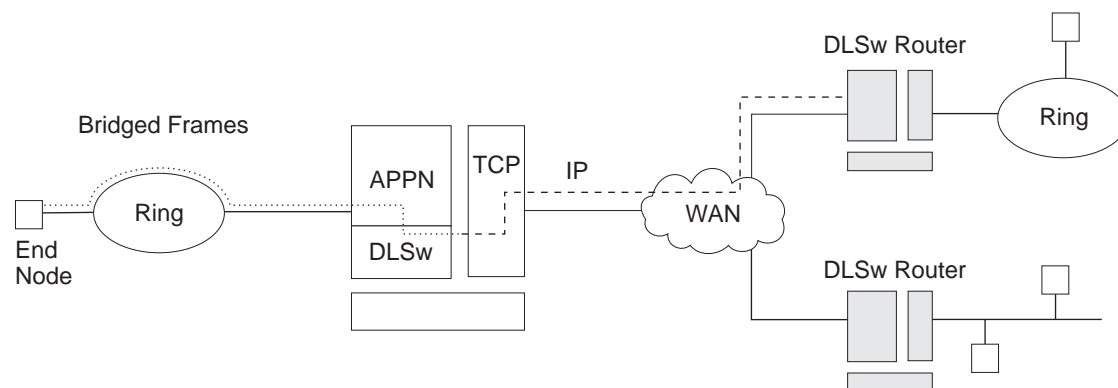 DLSw Router
Bridged Frames
Ring
APPN
TCP
IP
Ring
WAN
End
Node
DLSw
DLSw Router